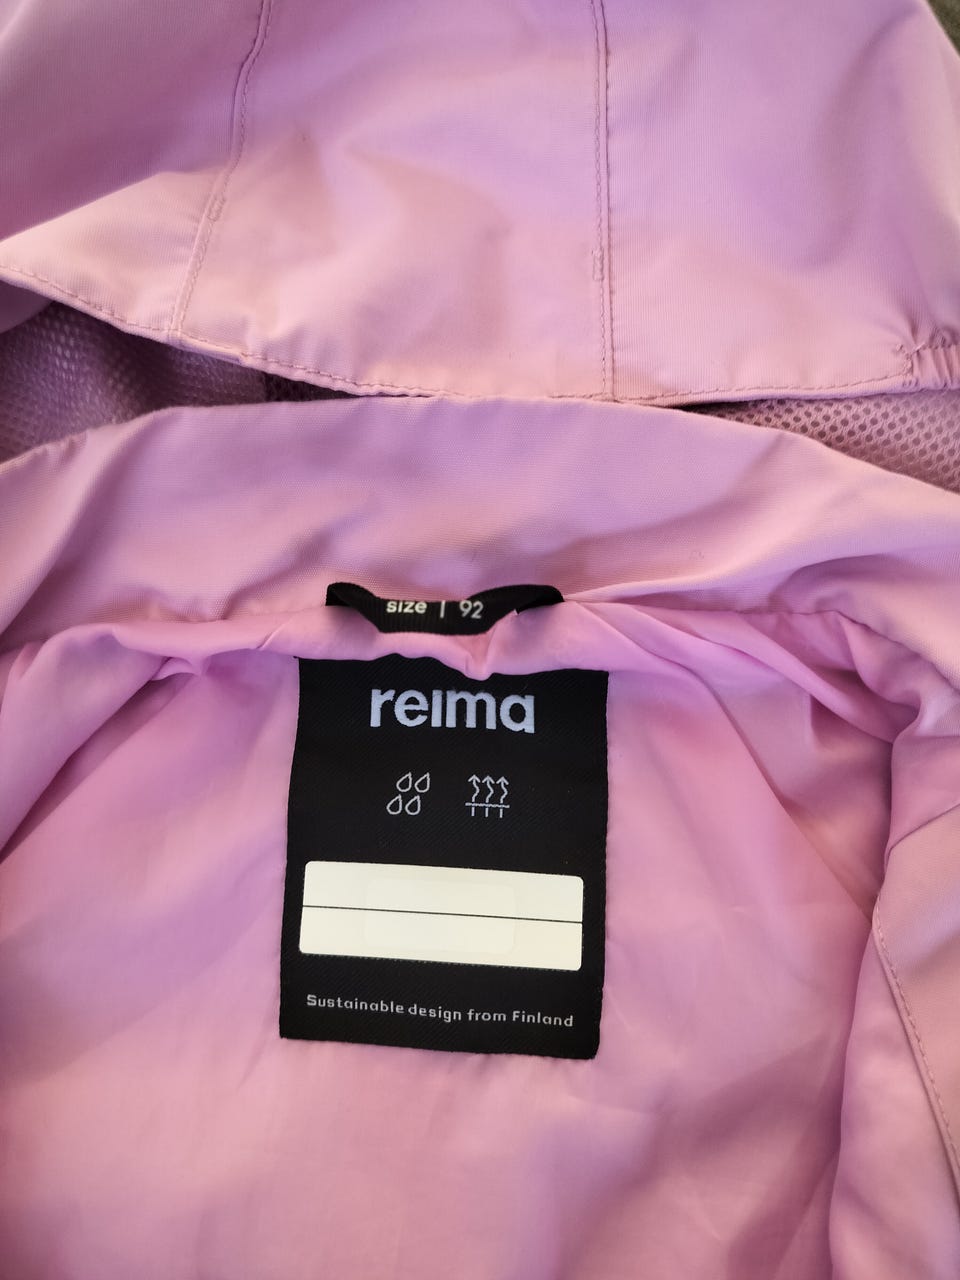 size | 92
reima
Sustainable design from Finland